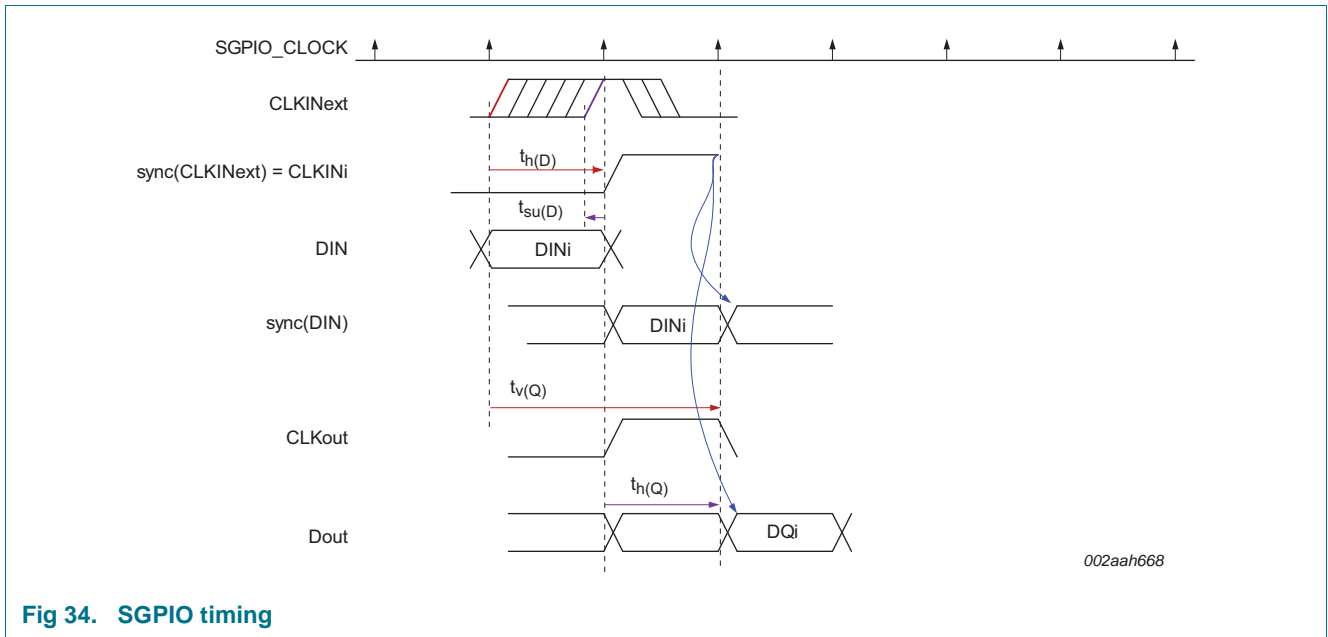 SGPIO_CLOCK
CLKINext
sync(CLKINext) = CLKINi
th(D)
tsu(D)
DIN
DINi
sync(DIN)
DINi
tv(Q)
CLKout
th(Q)
Dout
DQi
002aah668
Fig 34. SGPIO timing